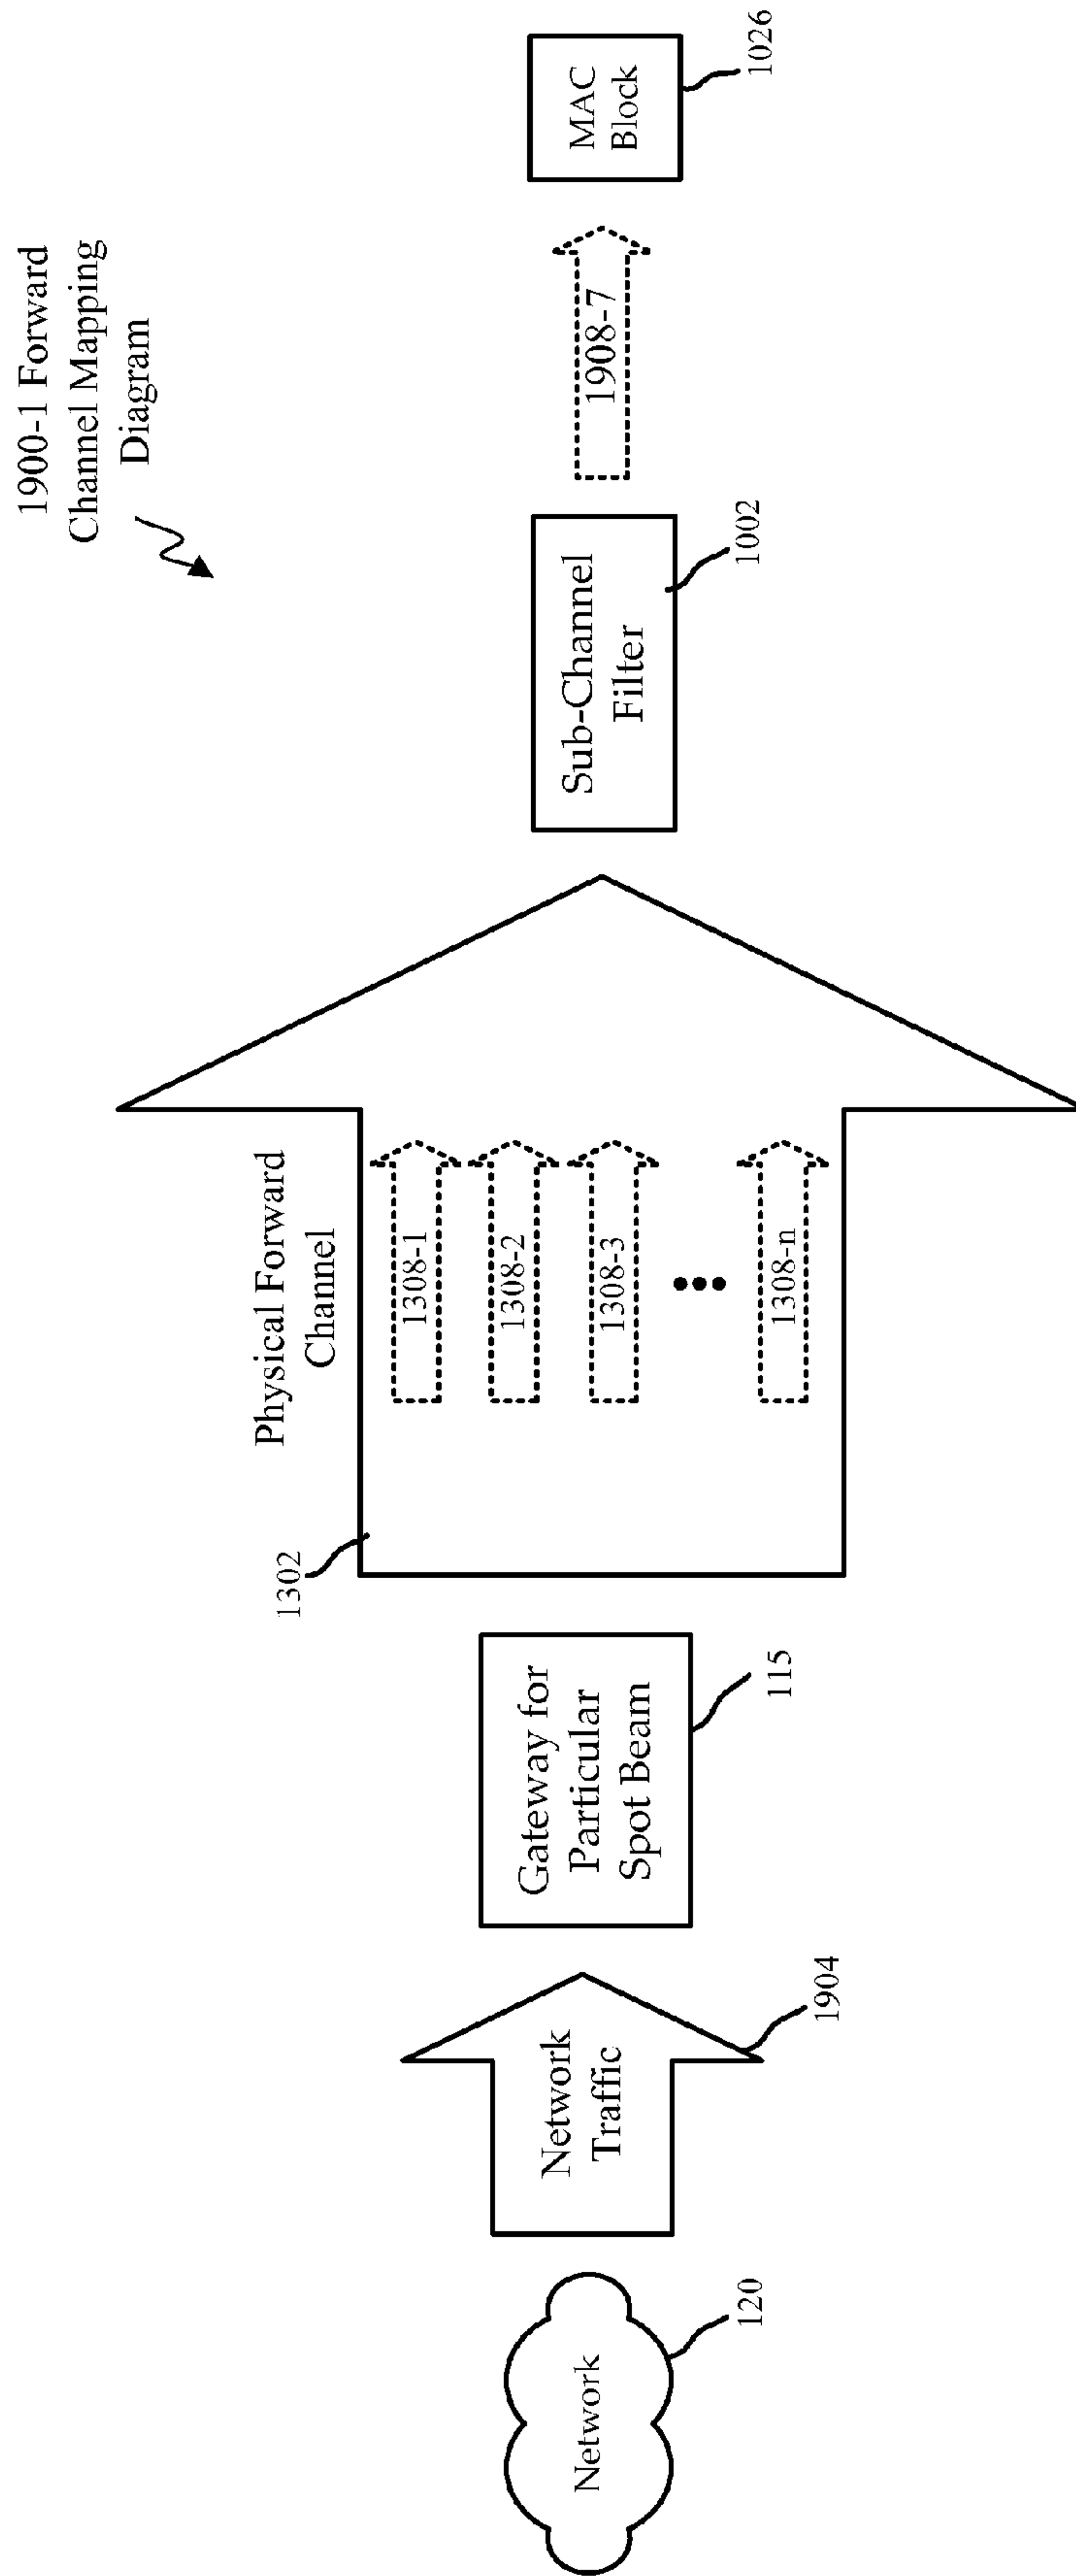 1900-1 Forward
Channel Mapping
Diagram
Network
120
Network
Traffic
1904
Gateway for
Particular
Spot Beam
115
1302
Physical Forward
Channel
1308-1
1308-2
1308-3
1308-n
Sub-Channel
Filter
1002
1908-7
MAC
Block
1026